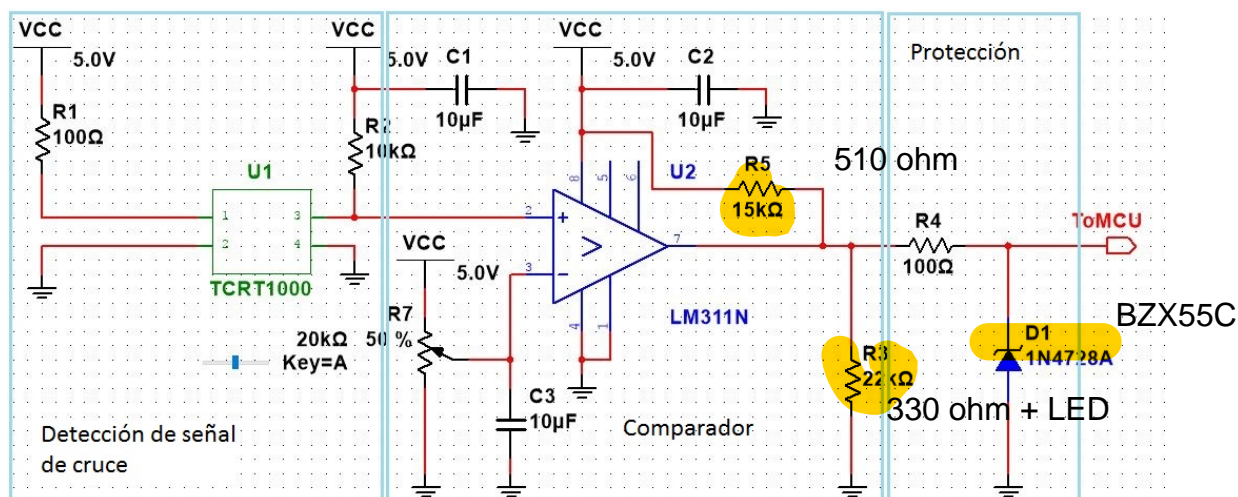 VCC
5.0V
R1
100Ω
U1
1
2
3
4
TCRT1000
VCC
5.0V
R2
10kΩ
C1
10µF
Detección de señal
de cruce
VCC
5.0V
C2
10µF
VCC
5.0V
R7
20kΩ
50 %
Key=A
C3
10µF
2
3
8
5
6
7
4
1
U2
LM311N
R5
15kΩ
510 ohm
R3
22kΩ
330 ohm + LED
Comparador
Protección
R4
100Ω
ToMCU
D1
1N4728A
BZX55C